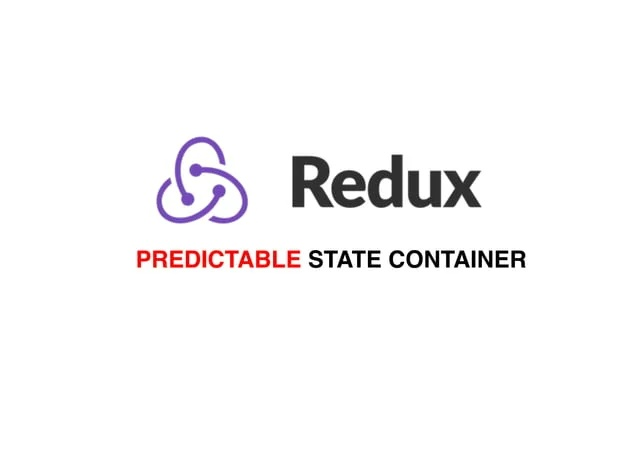 Redux
PREDICTABLE STATE CONTAINER